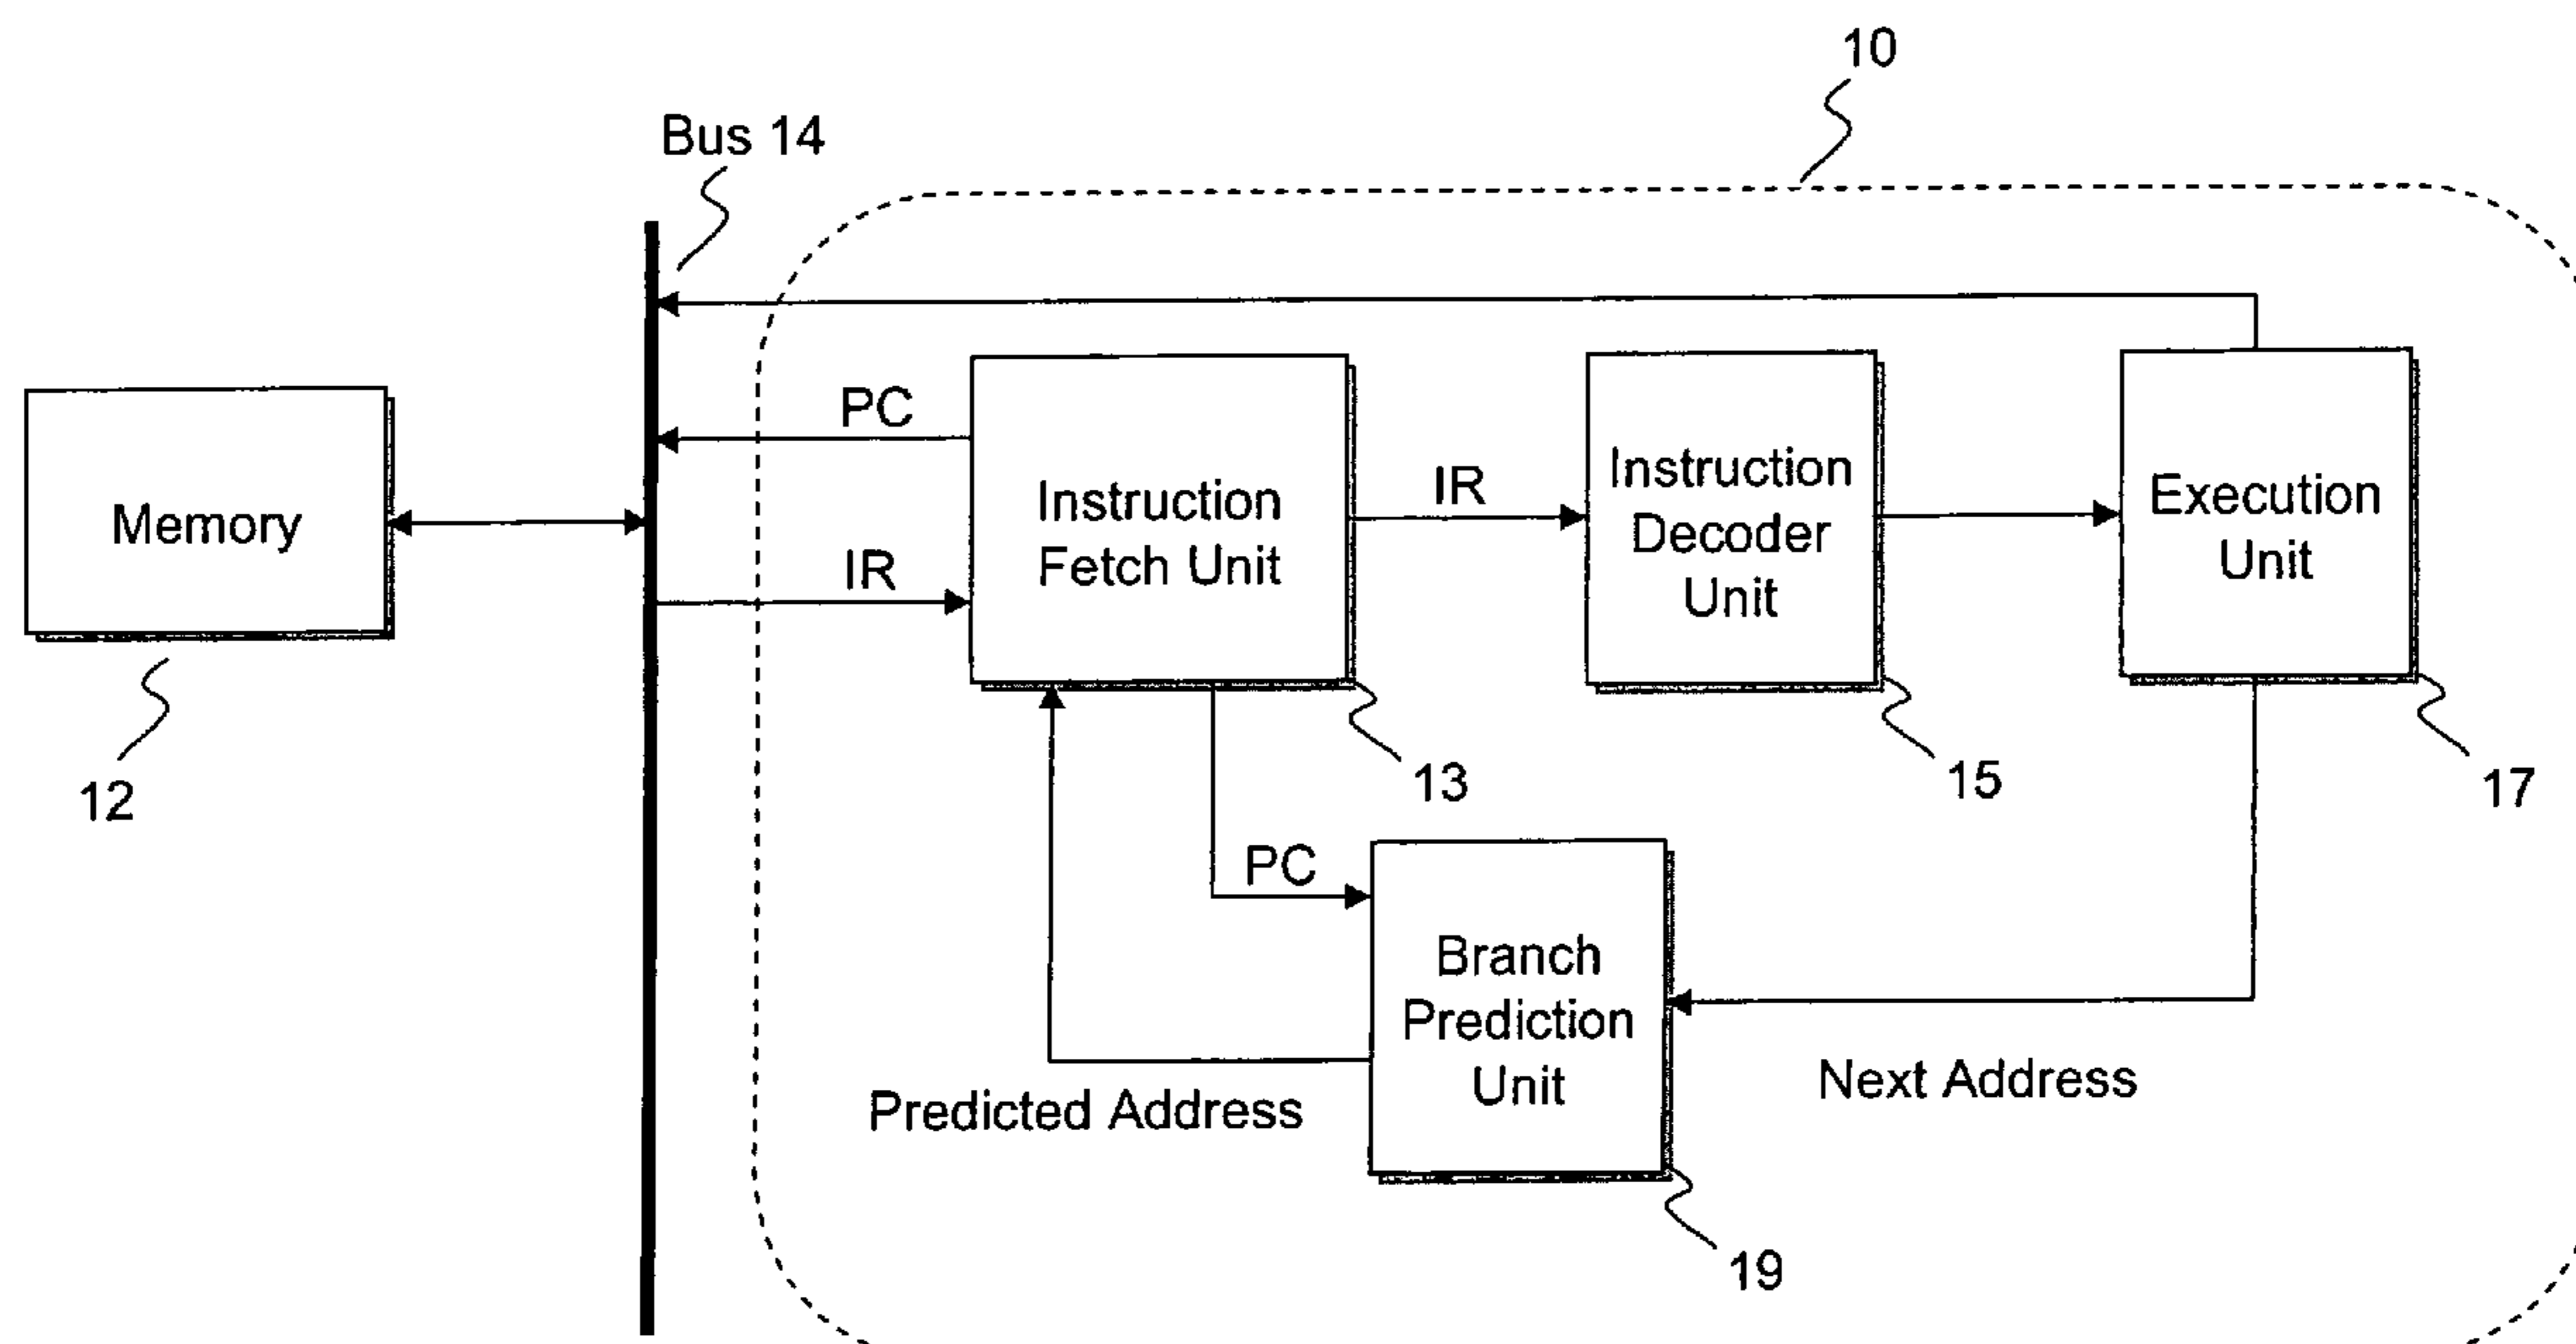 10
Bus 14
PC
IR
Memory
12
Instruction
Fetch Unit
13
IR
Instruction
Decoder
Unit
15
Execution
Unit
17
PC
Branch
Prediction
Unit
19
Predicted Address
Next Address